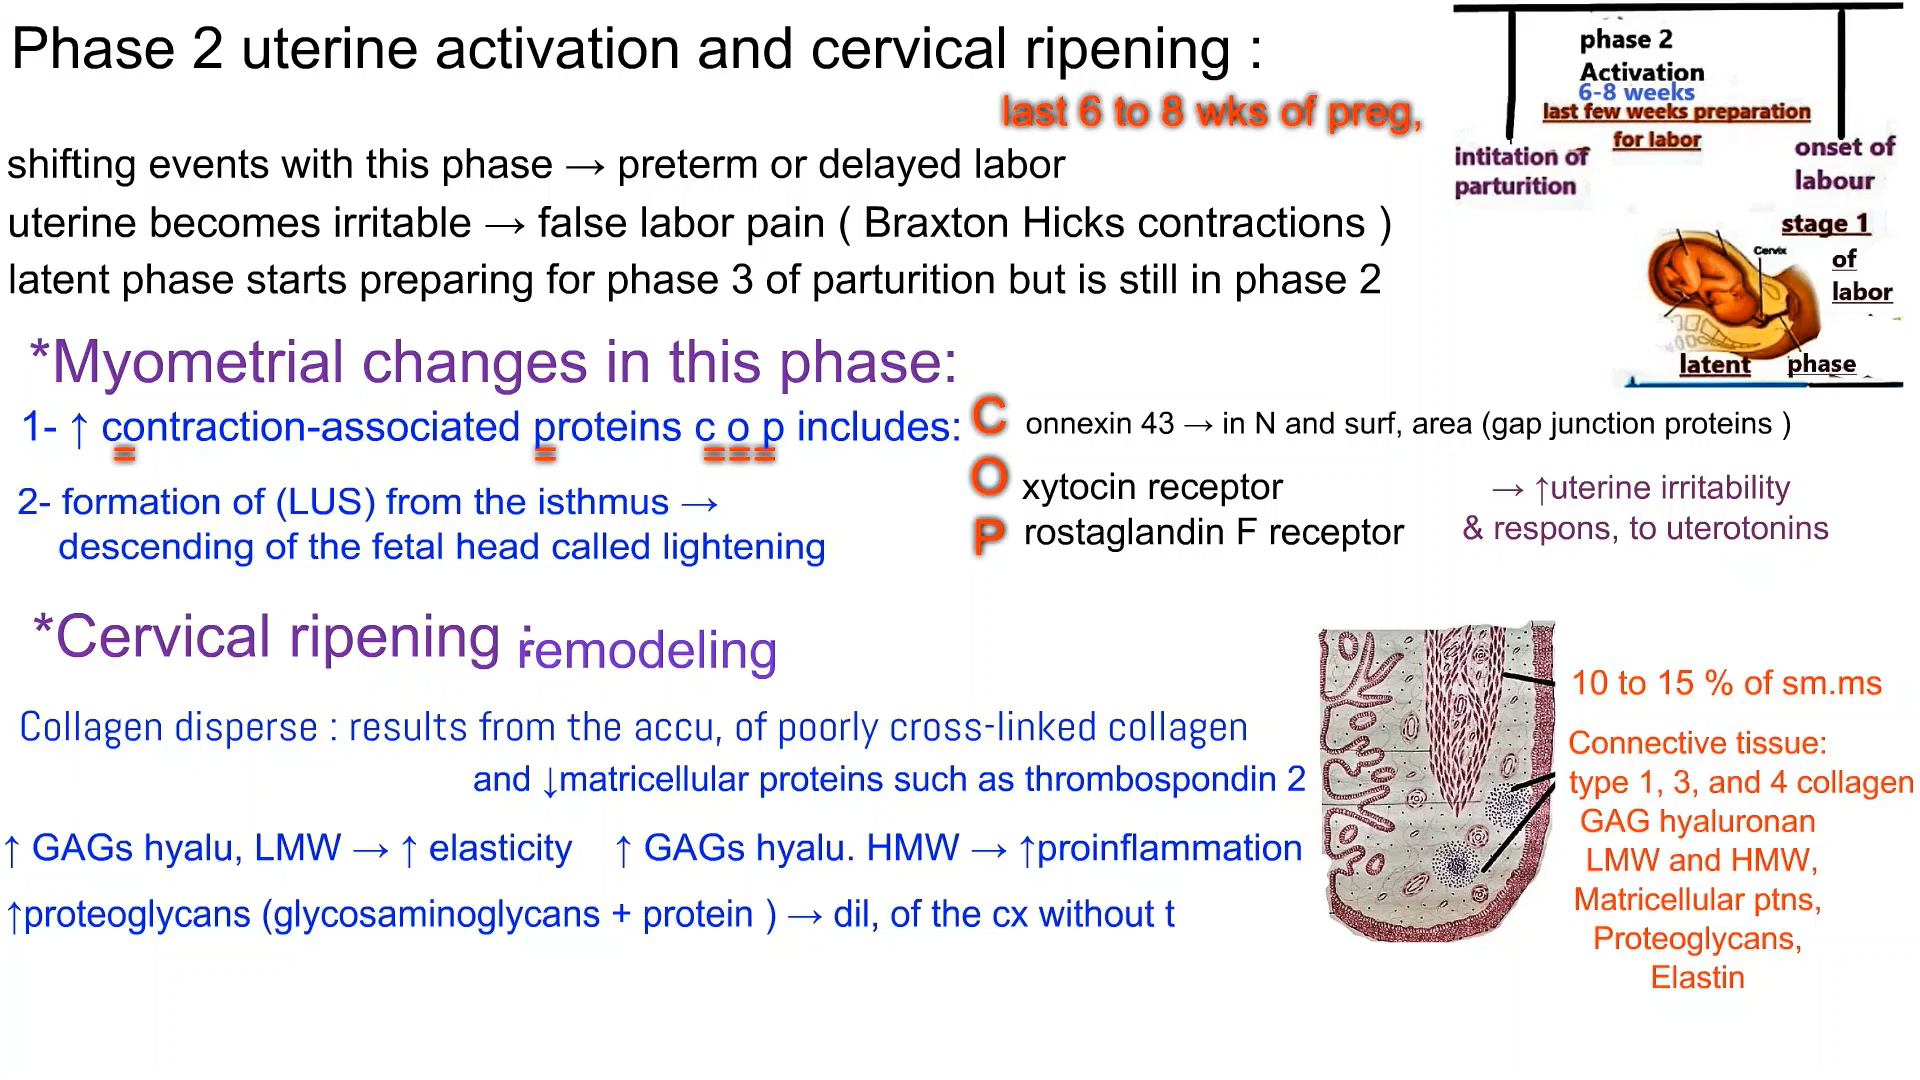 Phase 2 uterine activation and cervical ripening :
last 6 to 8 wks of preg,
shifting events with this phase → preterm or delayed labor
uterine becomes irritable → false labor pain ( Braxton Hicks contractions )
latent phase starts preparing for phase 3 of parturition but is still in phase 2
phase 2
Activation
6-8 weeks
last few weeks preparation
for labor
intitation of
parturition
onset of
labour
stage 1
of
labor
Cervix
latent phase
*Myometrial changes in this phase:
1- ↑ contraction-associated proteins c o p includes:
2- formation of (LUS) from the isthmus →
descending of the fetal head called lightening
C onnexin 43 → in N and surf, area (gap junction proteins )
O xytocin receptor
P rostaglandin F receptor
→ ↑uterine irritability
& respons, to uterotonins
*Cervical ripening : remodeling
Collagen disperse : results from the accu, of poorly cross-linked collagen
and ↓matricellular proteins such as thrombospondin 2
↑ GAGs hyalu, LMW → ↑ elasticity ↑ GAGs hyalu. HMW → ↑proinflammation
↑proteoglycans (glycosaminoglycans + protein ) → dil, of the cx without t
10 to 15 % of sm.ms
Connective tissue:
type 1, 3, and 4 collagen
GAG hyaluronan
LMW and HMW,
Matricellular ptns,
Proteoglycans,
Elastin